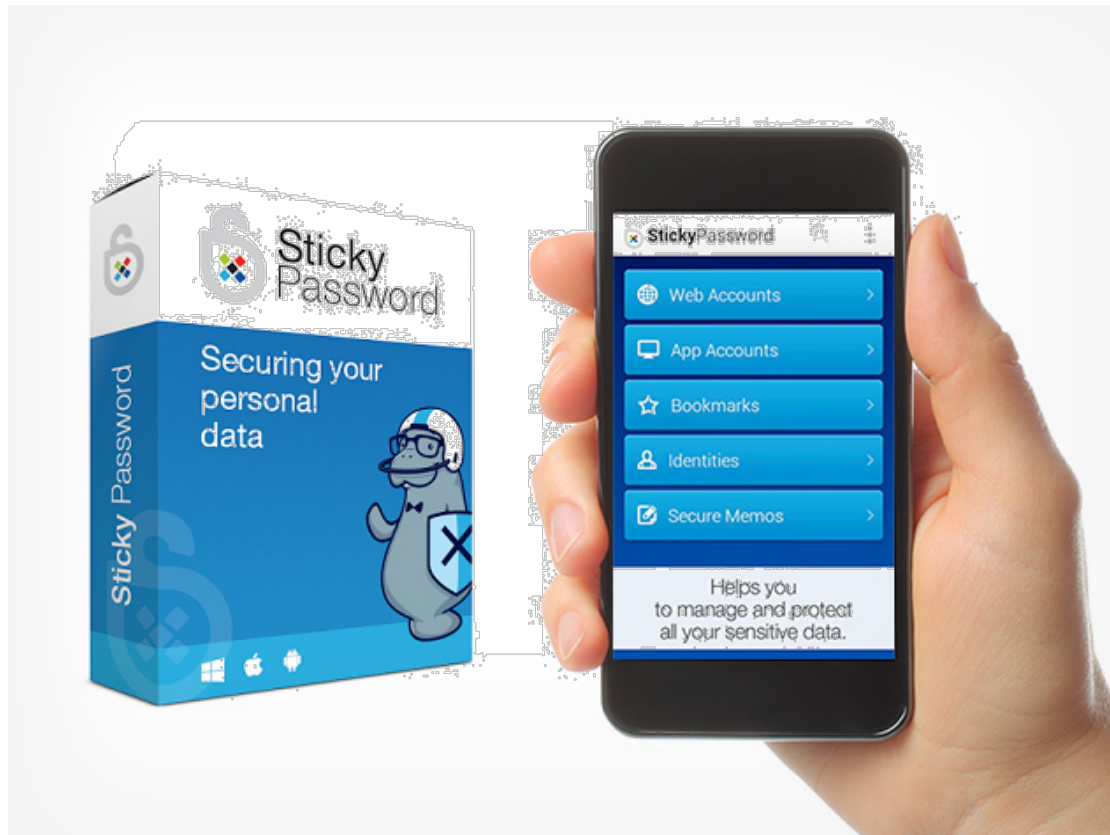 Sticky
Password
Securing your
personal
data
Sticky Password
StickyPassword
Web Accounts
App Accounts
Bookmarks
Identities
Secure Memos
Helps you
to manage and protect
all your sensitive data.